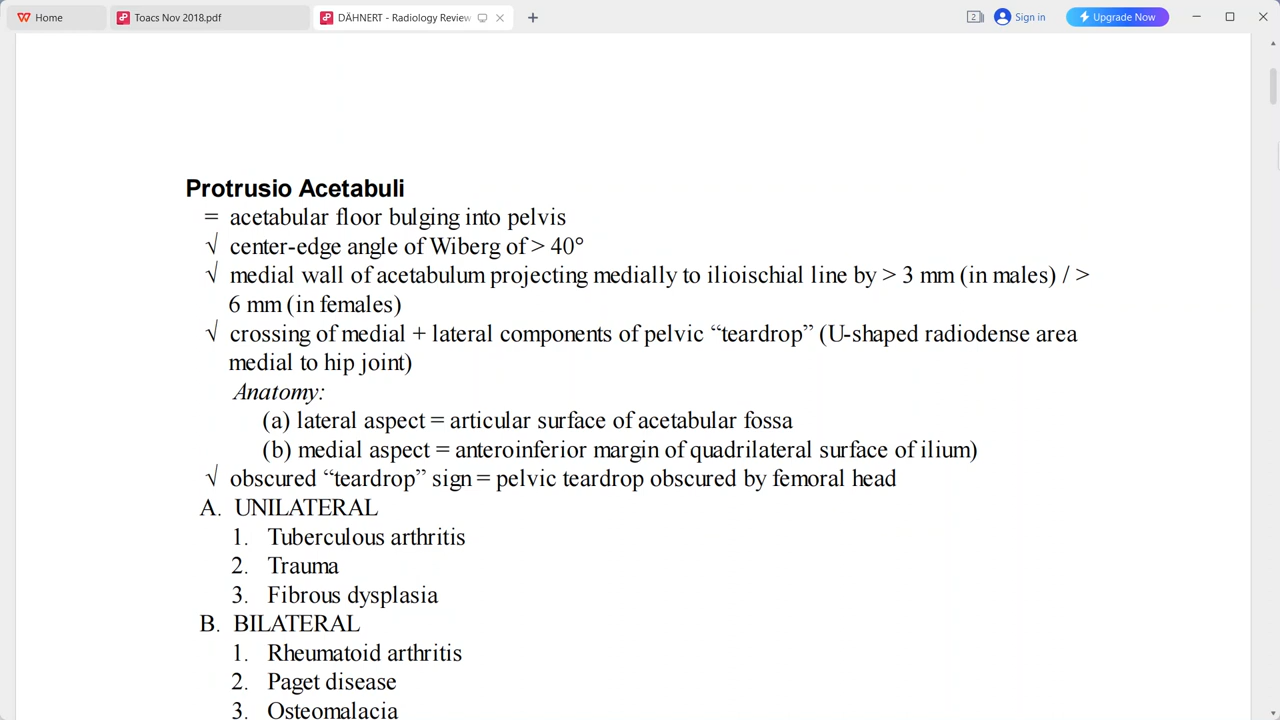 Home
Toacs Nov 2018.pdf
DÄHNERT - Radiology Review
2
Sign in
Upgrade Now
Protrusio Acetabuli
= acetabular floor bulging into pelvis
√ center-edge angle of Wiberg of > 40°
√ medial wall of acetabulum projecting medially to ilioischial line by > 3 mm (in males) / >
6 mm (in females)
√ crossing of medial + lateral components of pelvic “teardrop” (U-shaped radiodense area
medial to hip joint)
Anatomy:
(a) lateral aspect = articular surface of acetabular fossa
(b) medial aspect = anteroinferior margin of quadrilateral surface of ilium)
√ obscured “teardrop” sign = pelvic teardrop obscured by femoral head
A. UNILATERAL
1. Tuberculous arthritis
2. Trauma
3. Fibrous dysplasia
B. BILATERAL
1. Rheumatoid arthritis
2. Paget disease
3. Osteomalacia